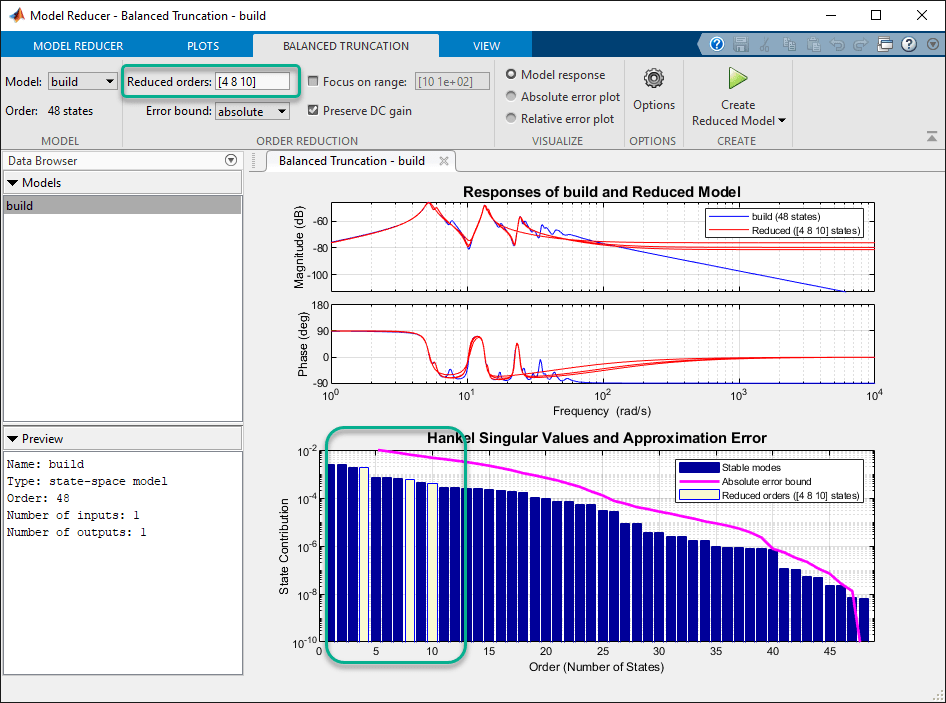 Model Reducer - Balanced Truncation - build
MODEL REDUCER
PLOTS
BALANCED TRUNCATION
VIEW
Model:
build
Reduced orders:
[4 8 10]
Focus on range:
[10 1e+02]
Order:
48 states
Error bound:
absolute
Preserve DC gain
Model response
Absolute error plot
Relative error plot
Options
Create
Reduced Model
MODEL
ORDER REDUCTION
VISUALIZE
OPTIONS
CREATE
Data Browser
Models
build
Preview
Name: build
Type: state-space model
Order: 48
Number of inputs: 1
Number of outputs: 1
Balanced Truncation - build
Responses of build and Reduced Model
Magnitude (dB)
-60
-80
-100
build (48 states)
Reduced ([4 8 10] states)
Phase (deg)
180
90
0
-90
10^0
10^1
10^2
10^3
10^4
Frequency (rad/s)
Hankel Singular Values and Approximation Error
State Contribution
10^-2
10^-4
10^-6
10^-8
10^-10
Stable modes
Absolute error bound
Reduced orders ([4 8 10] states)
0
5
10
15
20
25
30
35
40
45
Order (Number of States)